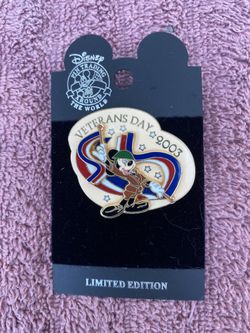 Disney
PIN TRADING
AROUND
THE WORLD
VETERANS DAY 2003
LIMITED EDITION